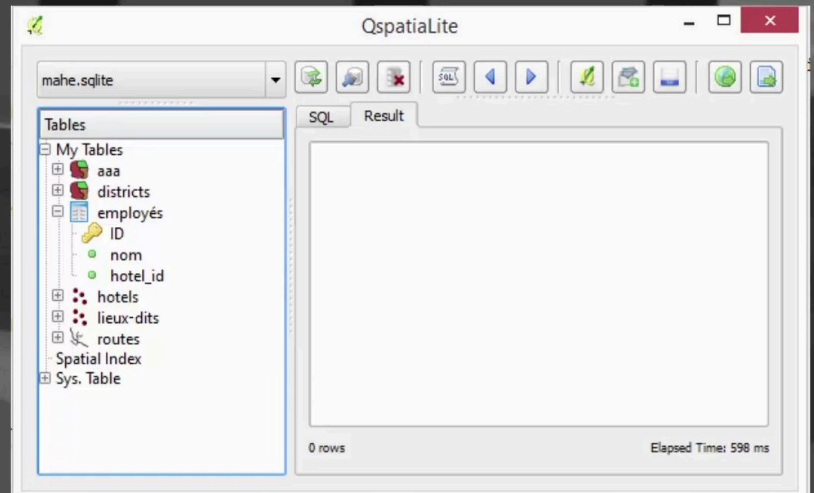 QspatiaLite
mahe.sqlite
SQL
Tables
My Tables
aaa
districts
employés
ID
nom
hotel_id
hotels
lieux-dits
routes
Spatial Index
Sys. Table
SQL
Result
0 rows
Elapsed Time: 598 ms